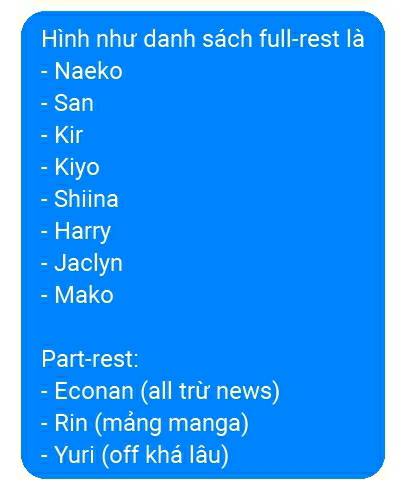 Hình như danh sách full-rest là
- Naeko
- San
- Kir
- Kiyo
- Shiina
- Harry
- Jaclyn
- Mako

Part-rest:
- Econan (all trừ news)
- Rin (mảng manga)
- Yuri (off khá lâu)